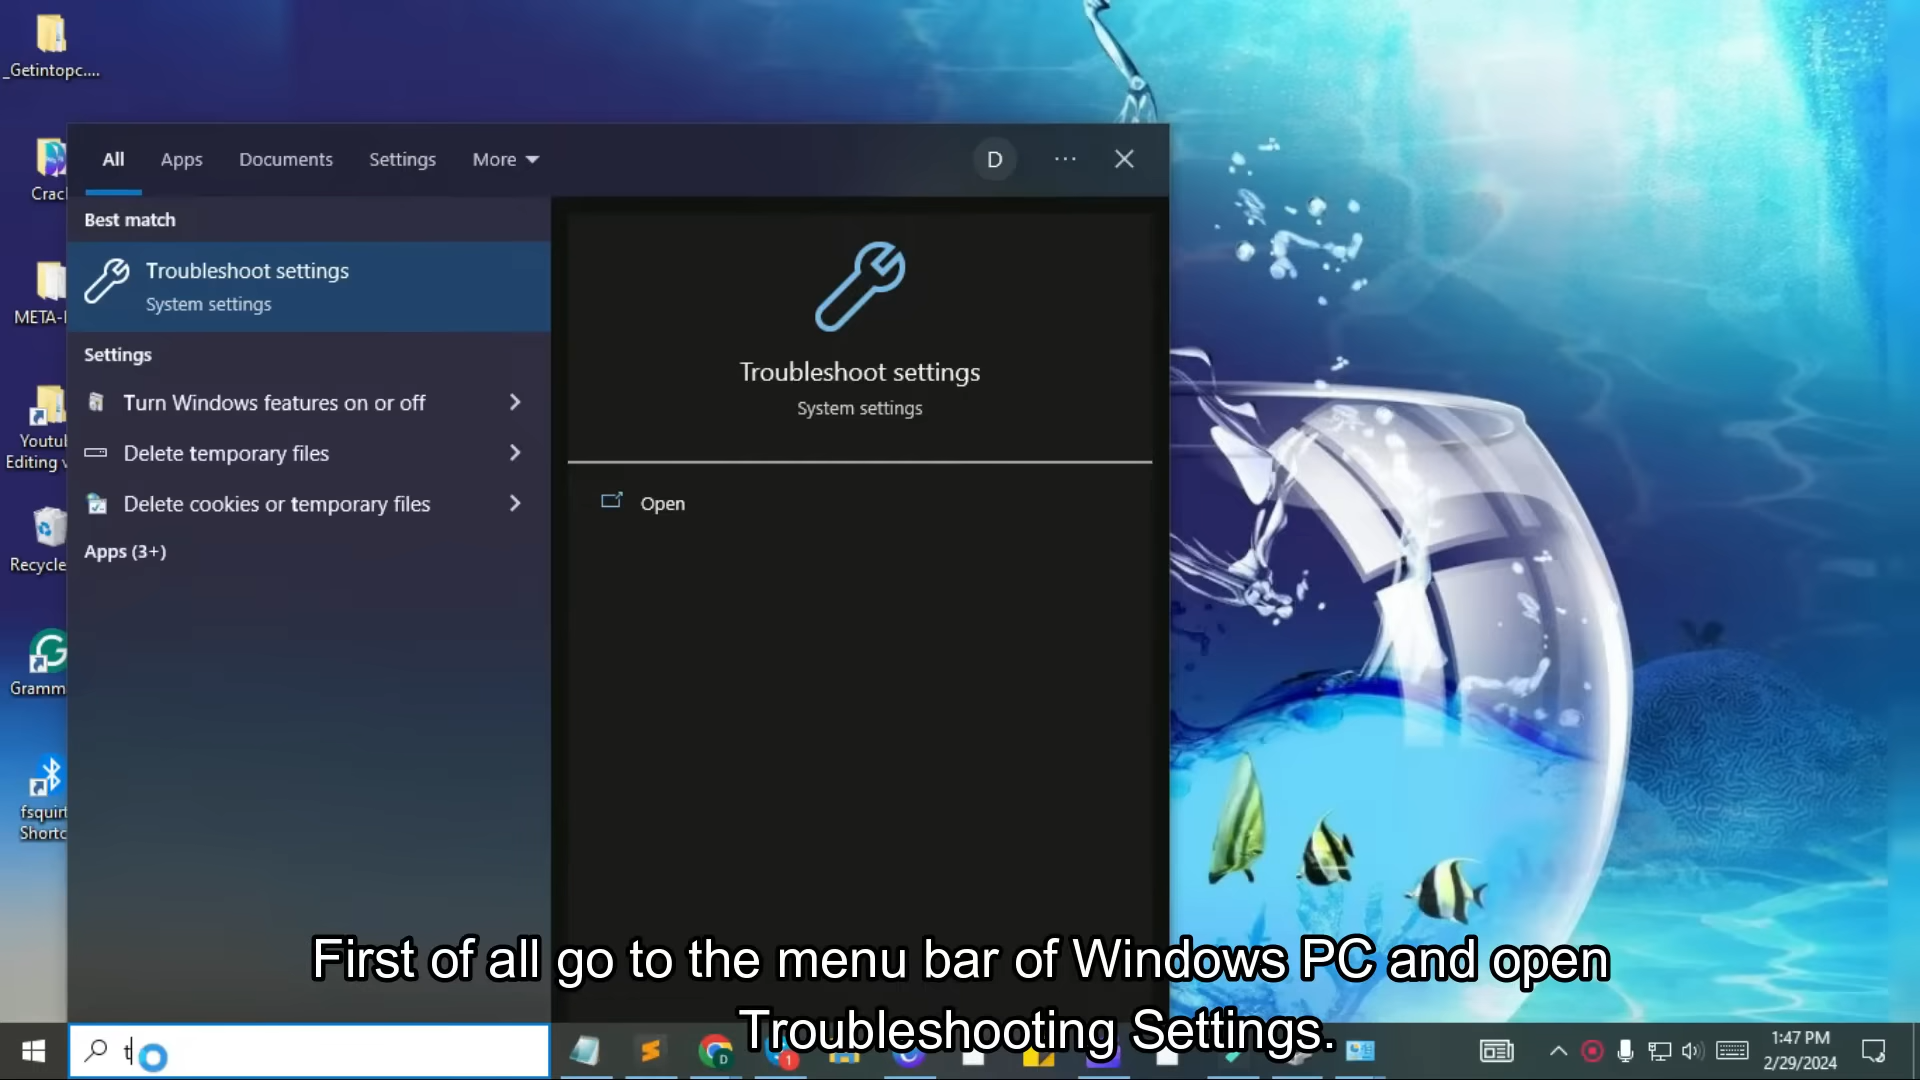 _Getintopc....
Crac
META-
Youtu
Editing
Recycle
Gramm
fsquirt
Shortc
All
Apps
Documents
Settings
More
D
Best match
Troubleshoot settings
System settings
Settings
Turn Windows features on or off
Delete temporary files
Delete cookies or temporary files
Apps (3+)
Troubleshoot settings
System settings
Open
First of all go to the menu bar of Windows PC and open
Troubleshooting Settings.
t
D
1
1:47 PM
2/29/2024